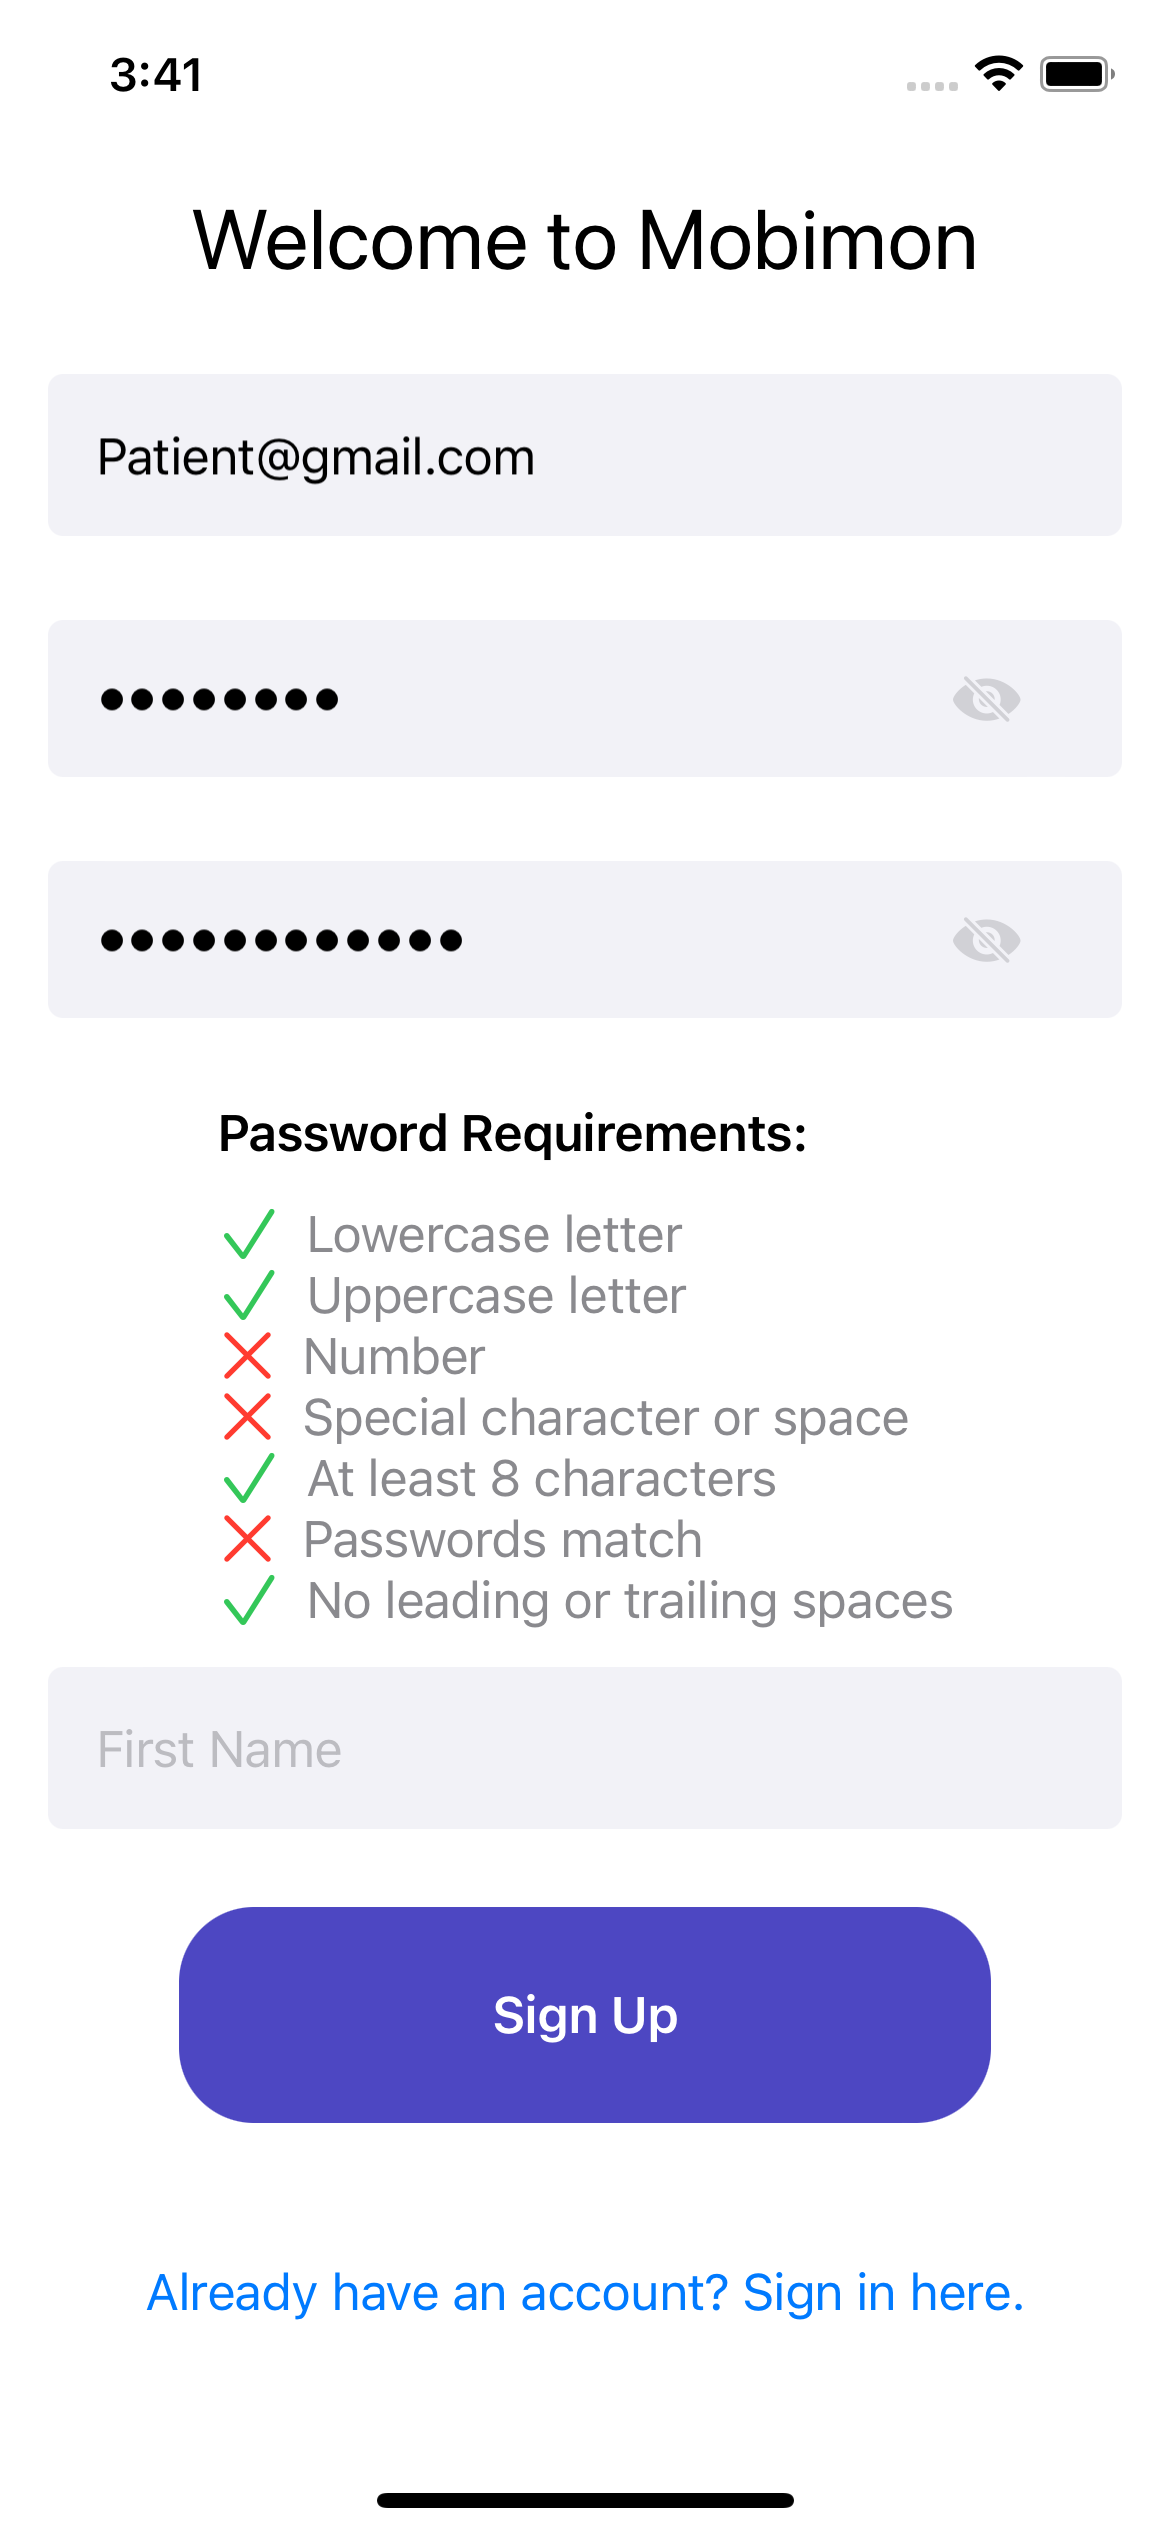 3:41
Welcome to Mobimon
Patient@gmail.com
••••••••
••••••••••••
Password Requirements:
Lowercase letter
Uppercase letter
Number
Special character or space
At least 8 characters
Passwords match
No leading or trailing spaces
First Name
Sign Up
Already have an account? Sign in here.